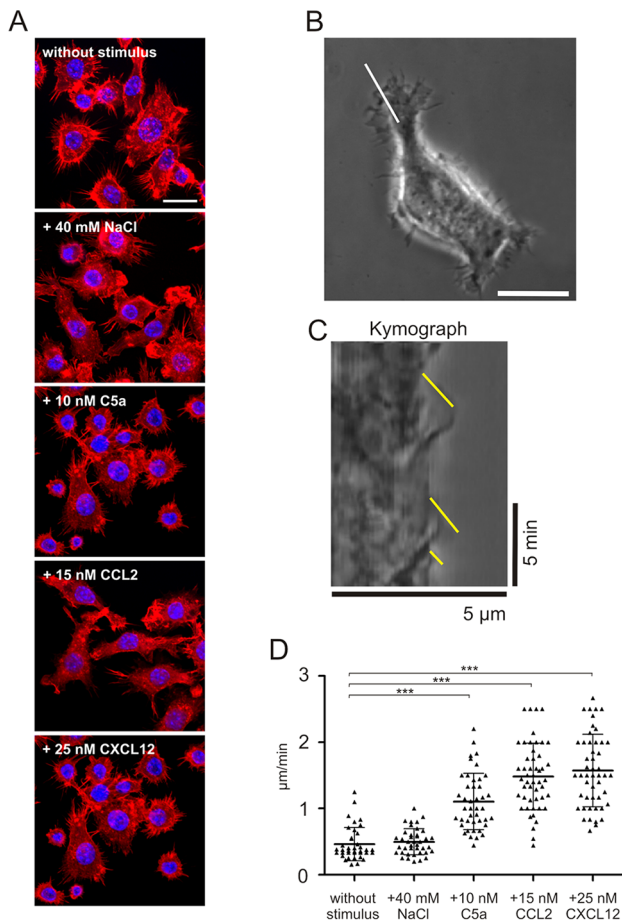 A
without stimulus
+ 40 mM NaCl
+ 10 nM C5a
+ 15 nM CCL2
+ 25 nM CXCL12
B
C
Kymograph
5 min
5 µm
D
***
***
***
3
2
1
0
µm/min
without
stimulus
+40 mM
NaCl
+10 nM
C5a
+15 nM
CCL2
+25 nM
CXCL12